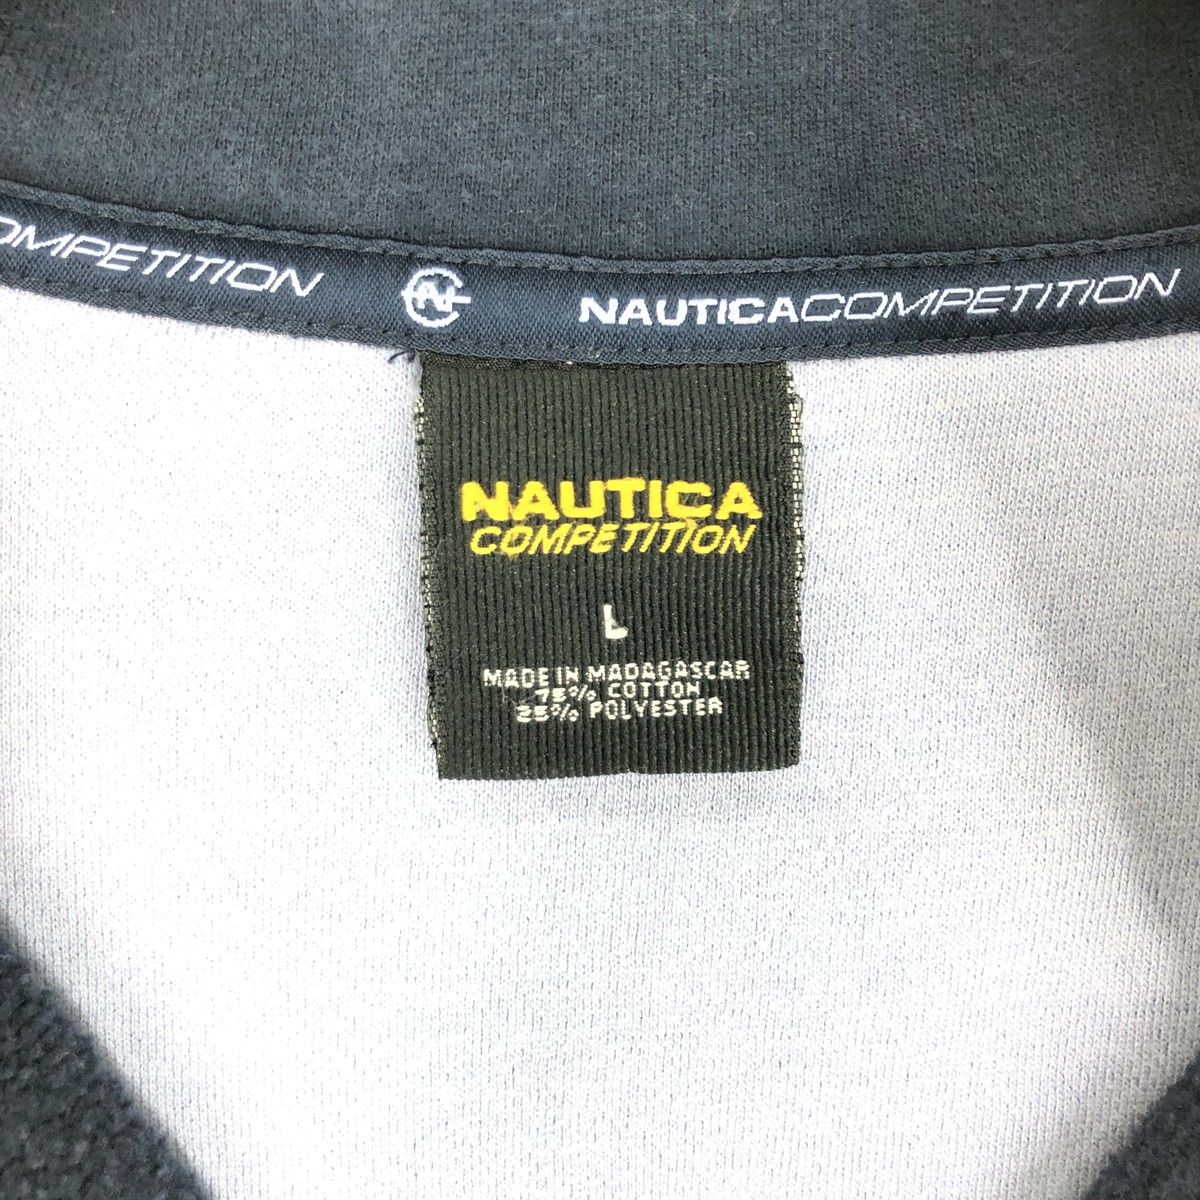 OMPETITION
NAUTICACOMPETITION
NAUTICA
COMPETITION
L
MADE IN MADAGASCAR
75% COTTON
25% POLYESTER